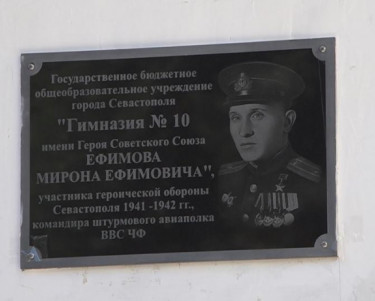 Государственное бюджетное
общеобразовательное учреждение
города Севастополя
"Гимназия № 10
имени Героя Советского Союза
ЕФИМОВА
МИРОНА ЕФИМОВИЧА",
участника героической обороны
Севастополя 1941 -1942 гг.,
командира штурмового авиаполка
ВВС ЧФ